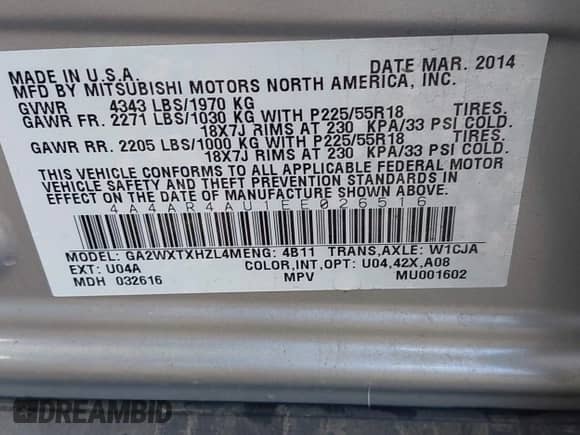 MADE IN U.S.A. DATE MAR. 2014
MFD BY MITSUBISHI MOTORS NORTH AMERICA, INC.
GVWR 4343 LBS/1970 KG
GAWR FR. 2271 LBS/1030 KG WITH P225/55R18 TIRES.
18X7J RIMS AT 230 KPA/33 PSI COLD.
GAWR RR. 2205 LBS/1000 KG WITH P225/55R18 TIRES.
18X7J RIMS AT 230 KPA/33 PSI COLD.
THIS VEHICLE CONFORMS TO ALL APPLICABLE FEDERAL MOTOR
VEHICLE SAFETY AND THEFT PREVENTION STANDARDS IN
EFFECT ON THE DATE OF MANUFACTURE SHOWN ABOVE.
MODEL: GA2WXTXHZL4MENG: 4B11 TRANS,AXLE: W1CJA
EXT: U04A COLOR,INT,OPT: U04,42X,A08
MDH 032616 MPV MU001602
DREAMBID